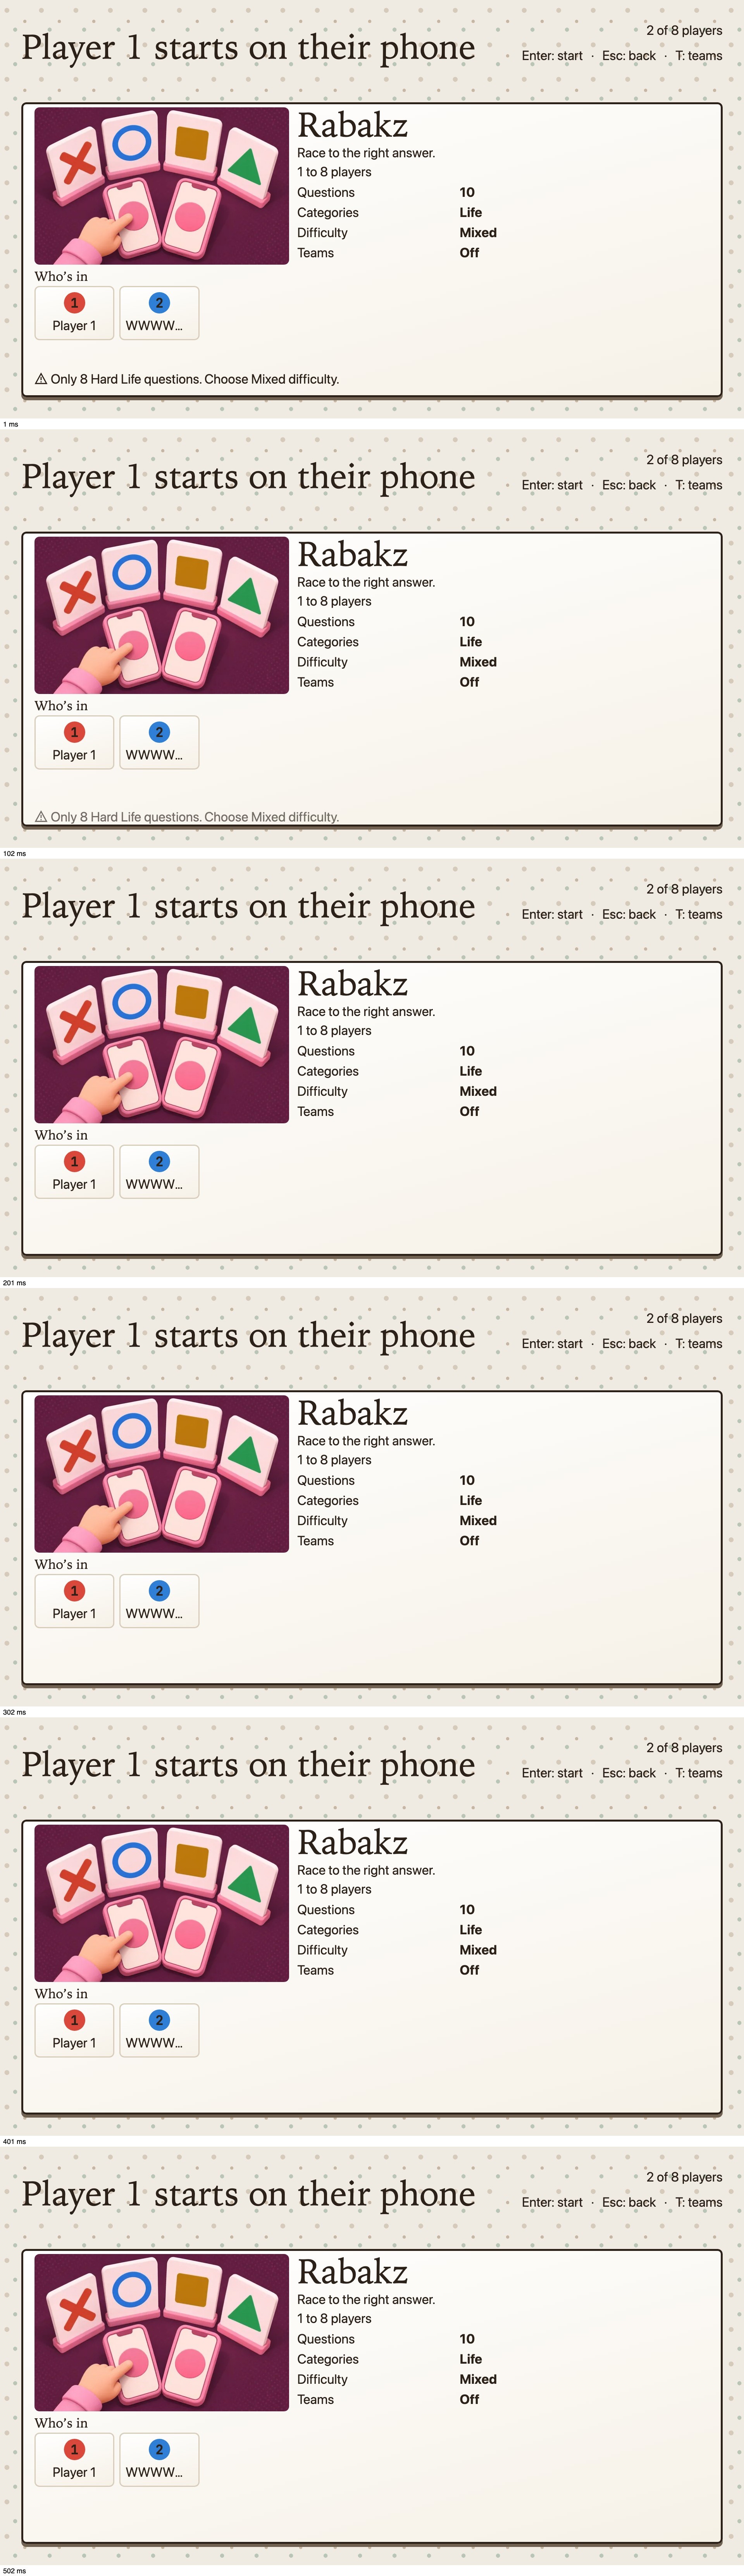 Player 1 starts on their phone
2 of 8 players
Enter: start · Esc: back · T: teams
Rabakz
Race to the right answer.
1 to 8 players
Questions 10
Categories Life
Difficulty Mixed
Teams Off
Who's in
1 2
Player 1 WWWW...
⚠ Only 8 Hard Life questions. Choose Mixed difficulty.
1 ms
Player 1 starts on their phone
2 of 8 players
Enter: start · Esc: back · T: teams
Rabakz
Race to the right answer.
1 to 8 players
Questions 10
Categories Life
Difficulty Mixed
Teams Off
Who's in
1 2
Player 1 WWWW...
⚠ Only 8 Hard Life questions. Choose Mixed difficulty.
102 ms
Player 1 starts on their phone
2 of 8 players
Enter: start · Esc: back · T: teams
Rabakz
Race to the right answer.
1 to 8 players
Questions 10
Categories Life
Difficulty Mixed
Teams Off
Who's in
1 2
Player 1 WWWW...
201 ms
Player 1 starts on their phone
2 of 8 players
Enter: start · Esc: back · T: teams
Rabakz
Race to the right answer.
1 to 8 players
Questions 10
Categories Life
Difficulty Mixed
Teams Off
Who's in
1 2
Player 1 WWWW...
302 ms
Player 1 starts on their phone
2 of 8 players
Enter: start · Esc: back · T: teams
Rabakz
Race to the right answer.
1 to 8 players
Questions 10
Categories Life
Difficulty Mixed
Teams Off
Who's in
1 2
Player 1 WWWW...
401 ms
Player 1 starts on their phone
2 of 8 players
Enter: start · Esc: back · T: teams
Rabakz
Race to the right answer.
1 to 8 players
Questions 10
Categories Life
Difficulty Mixed
Teams Off
Who's in
1 2
Player 1 WWWW...
502 ms